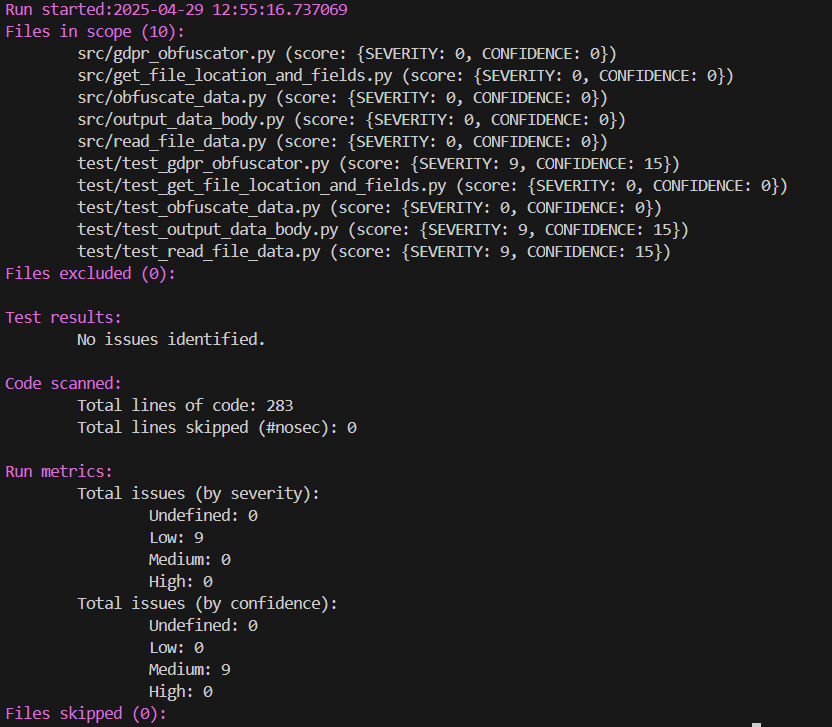 Run started:2025-04-29 12:55:16.737069
Files in scope (10):
src/gdpr_obfuscator.py (score: {SEVERITY: 0, CONFIDENCE: 0})
src/get_file_location_and_fields.py (score: {SEVERITY: 0, CONFIDENCE: 0})
src/obfuscate_data.py (score: {SEVERITY: 0, CONFIDENCE: 0})
src/output_data_body.py (score: {SEVERITY: 0, CONFIDENCE: 0})
src/read_file_data.py (score: {SEVERITY: 0, CONFIDENCE: 0})
test/test_gdpr_obfuscator.py (score: {SEVERITY: 9, CONFIDENCE: 15})
test/test_get_file_location_and_fields.py (score: {SEVERITY: 0, CONFIDENCE: 0})
test/test_obfuscate_data.py (score: {SEVERITY: 0, CONFIDENCE: 0})
test/test_output_data_body.py (score: {SEVERITY: 9, CONFIDENCE: 15})
test/test_read_file_data.py (score: {SEVERITY: 9, CONFIDENCE: 15})
Files excluded (0):
Test results:
No issues identified.
Code scanned:
Total lines of code: 283
Total lines skipped (#nosec): 0
Run metrics:
Total issues (by severity):
Undefined: 0
Low: 9
Medium: 0
High: 0
Total issues (by confidence):
Undefined: 0
Low: 0
Medium: 9
High: 0
Files skipped (0):